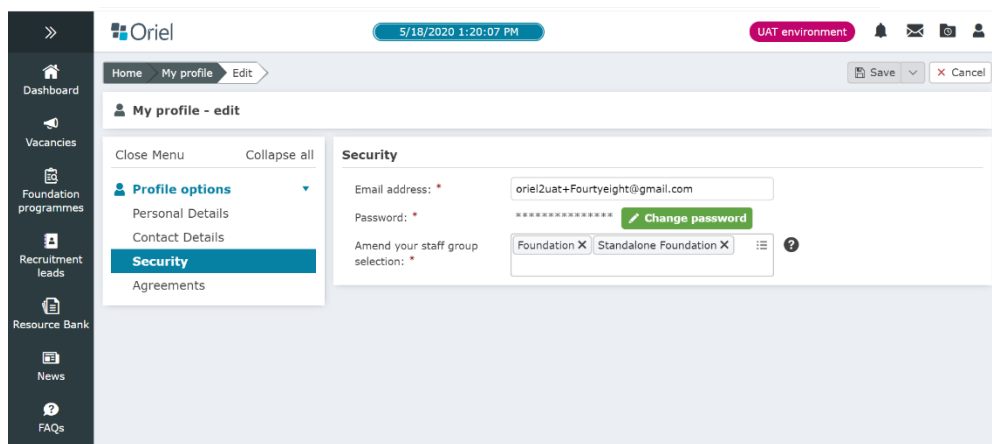 Oriel
5/18/2020 1:20:07 PM
UAT environment
Home My profile Edit
Save
Cancel
Dashboard
Vacancies
Foundation
programmes
Recruitment
leads
Resource Bank
News
FAQs
My profile - edit
Close Menu Collapse all
Profile options
Personal Details
Contact Details
Security
Agreements
Security
Email address: * oriel2uat+Fourtyeight@gmail.com
Password: * *************** Change password
Amend your staff group
selection: *
Foundation X Standalone Foundation X